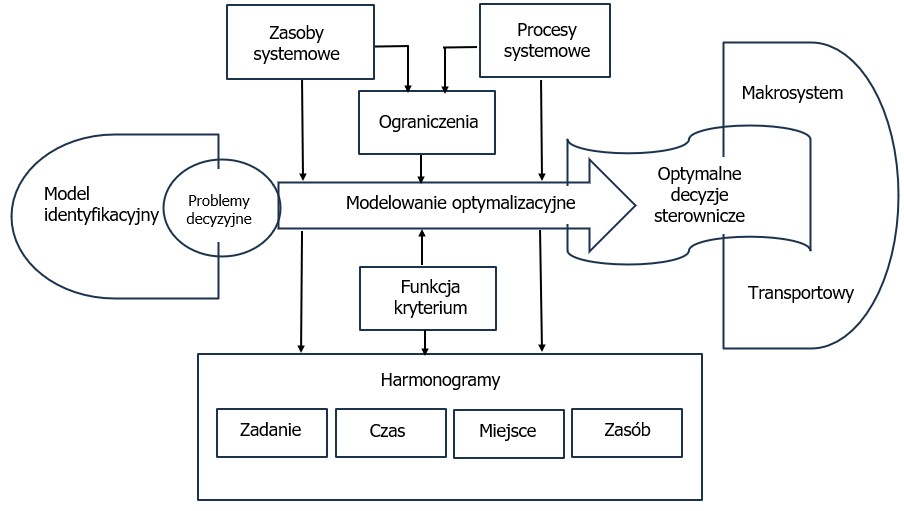 Zasoby
systemowe
Procesy
systemowe
Ograniczenia
Makrosystem
Model
identyfikacyjny
Problemy
decyzyjne
Modelowanie optymalizacyjne
Optymalne
decyzje
sterownicze
Funkcja
kryterium
Transportowy
Harmonogramy
Zadanie
Czas
Miejsce
Zasób